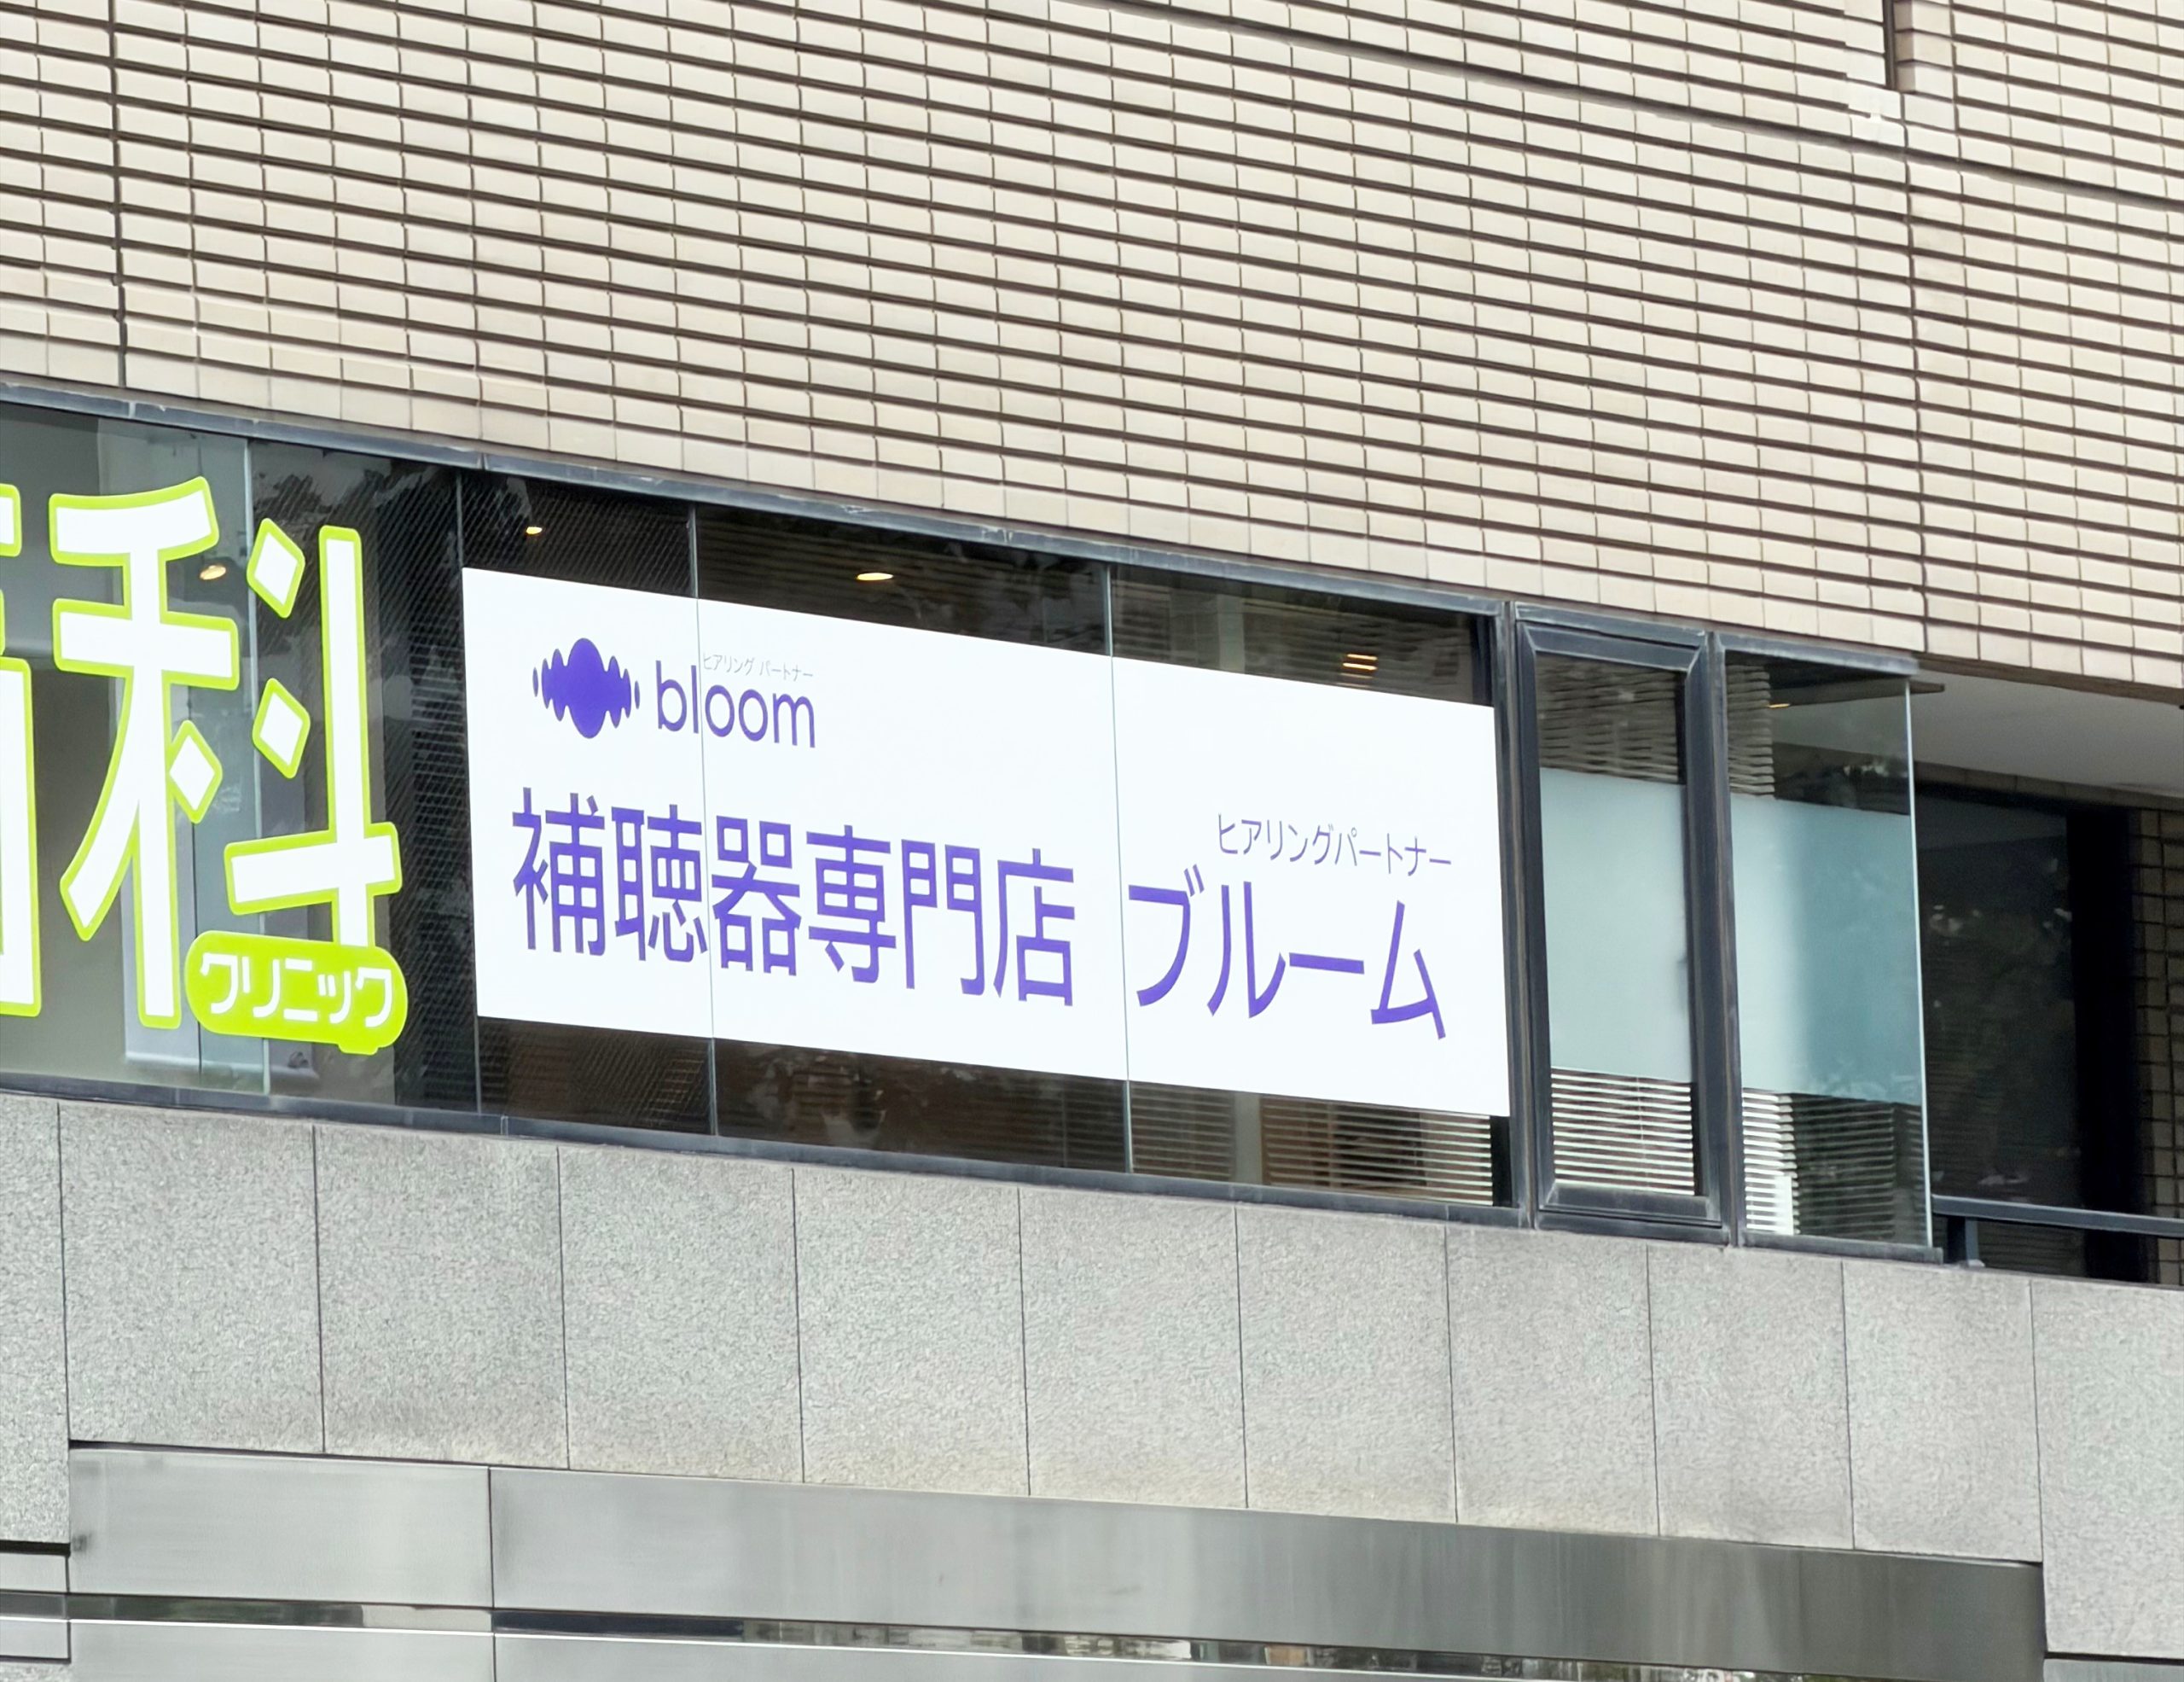 科
クリニック
ヒアリング パートナー
bloom
ヒアリングパートナー
補聴器専門店 ブルーム